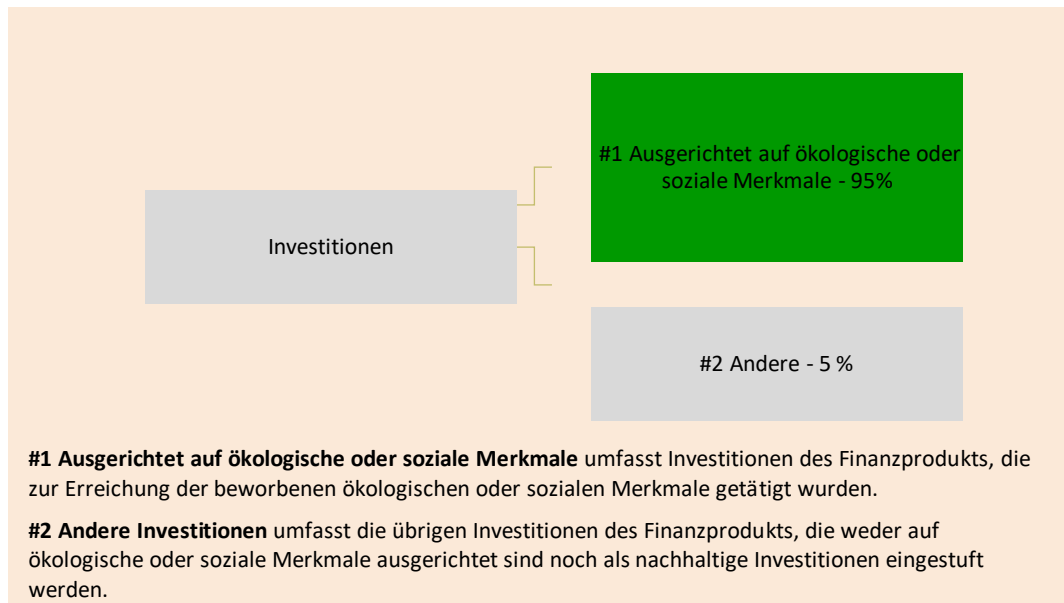 #1 Ausgerichtet auf ökologische oder
soziale Merkmale - 95%
Investitionen
#2 Andere - 5 %
#1 Ausgerichtet auf ökologische oder soziale Merkmale umfasst Investitionen des Finanzprodukts, die
zur Erreichung der beworbenen ökologischen oder sozialen Merkmale getätigt wurden.
#2 Andere Investitionen umfasst die übrigen Investitionen des Finanzprodukts, die weder auf
ökologische oder soziale Merkmale ausgerichtet sind noch als nachhaltige Investitionen eingestuft
werden.